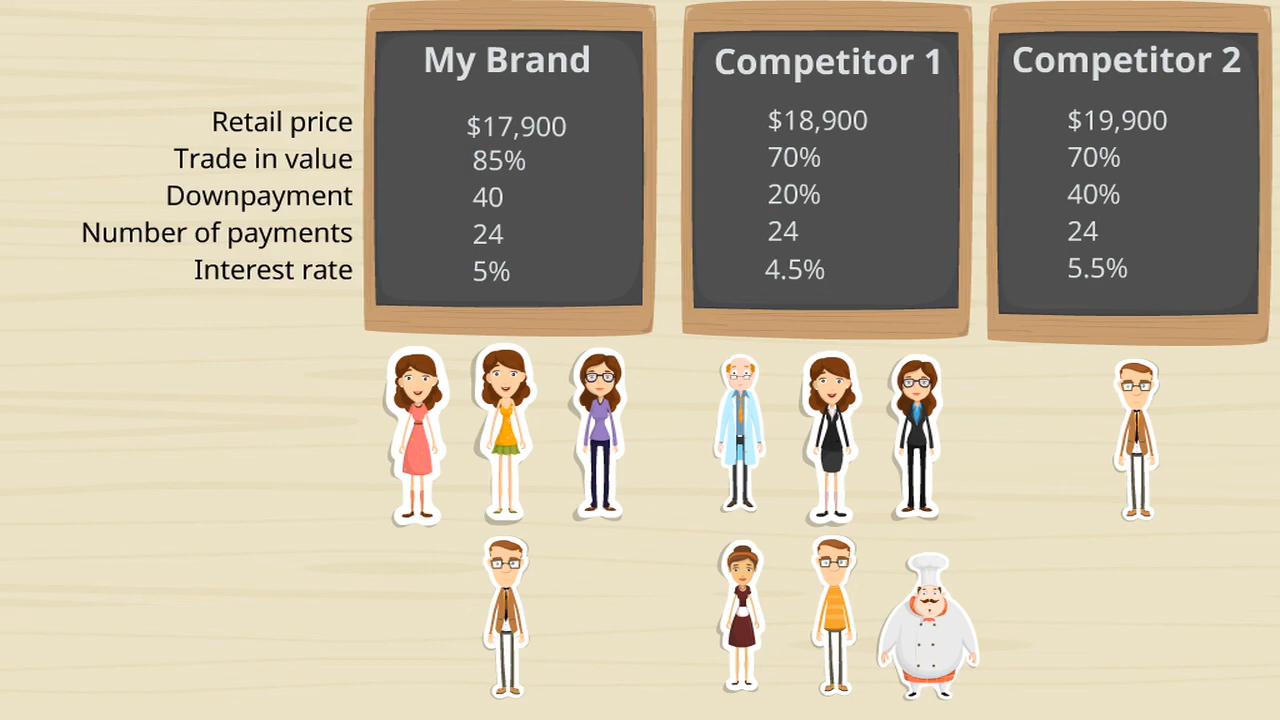 My Brand Competitor 1 Competitor 2
Retail price $17,900 $18,900 $19,900
Trade in value 85% 70% 70%
Downpayment 40 20% 40%
Number of payments 24 24 24
Interest rate 5% 4.5% 5.5%